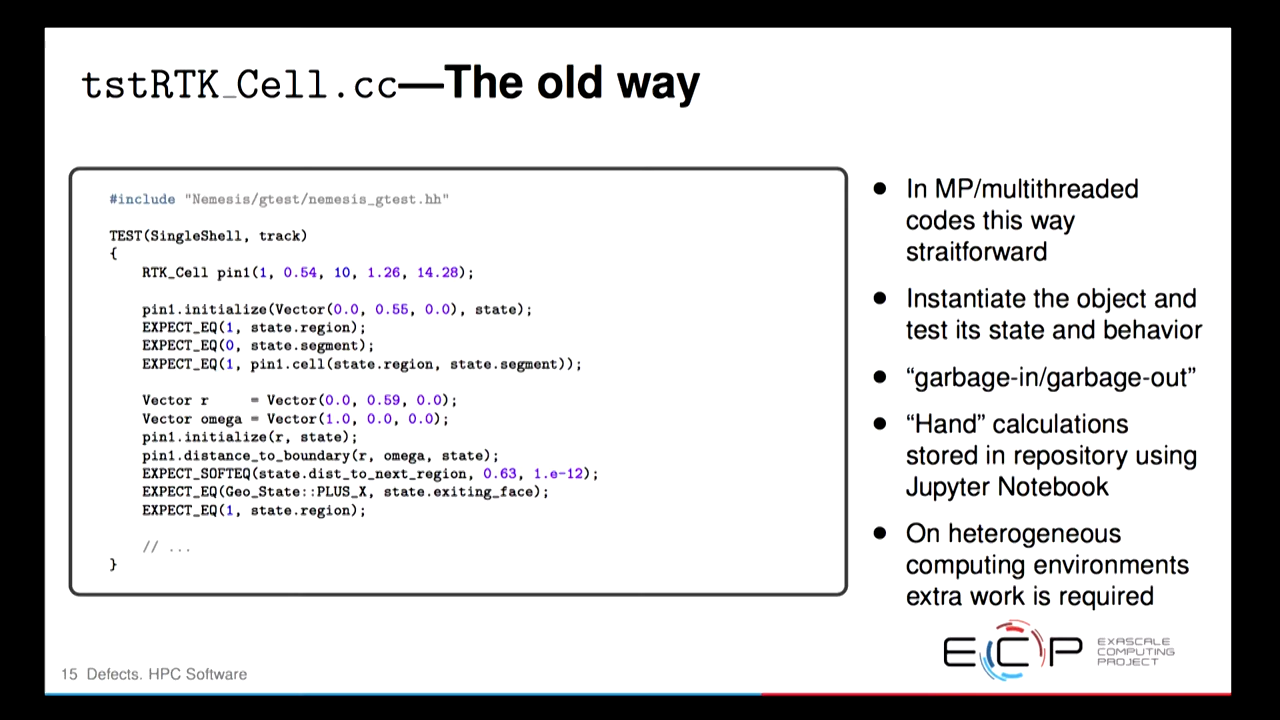 tstRTK_Cell.cc—The old way
#include "Nemesis/gtest/nemesis_gtest.hh"
TEST(SingleShell, track)
{
RTK_Cell pin1(1, 0.54, 10, 1.26, 14.28);
pin1.initialize(Vector(0.0, 0.55, 0.0), state);
EXPECT_EQ(1, state.region);
EXPECT_EQ(0, state.segment);
EXPECT_EQ(1, pin1.cell(state.region, state.segment));
Vector r     = Vector(0.0, 0.59, 0.0);
Vector omega = Vector(1.0, 0.0, 0.0);
pin1.initialize(r, state);
pin1.distance_to_boundary(r, omega, state);
EXPECT_SOFTEQ(state.dist_to_next_region, 0.63, 1.e-12);
EXPECT_EQ(Geo_State::PLUS_X, state.exiting_face);
EXPECT_EQ(1, state.region);
// ...
}
● In MP/multithreaded
codes this way
straitforward
● Instantiate the object and
test its state and behavior
● “garbage-in/garbage-out”
● “Hand” calculations
stored in repository using
Jupyter Notebook
● On heterogeneous
computing environments
extra work is required
ECP
EXASCALE
COMPUTING
PROJECT
15 Defects. HPC Software